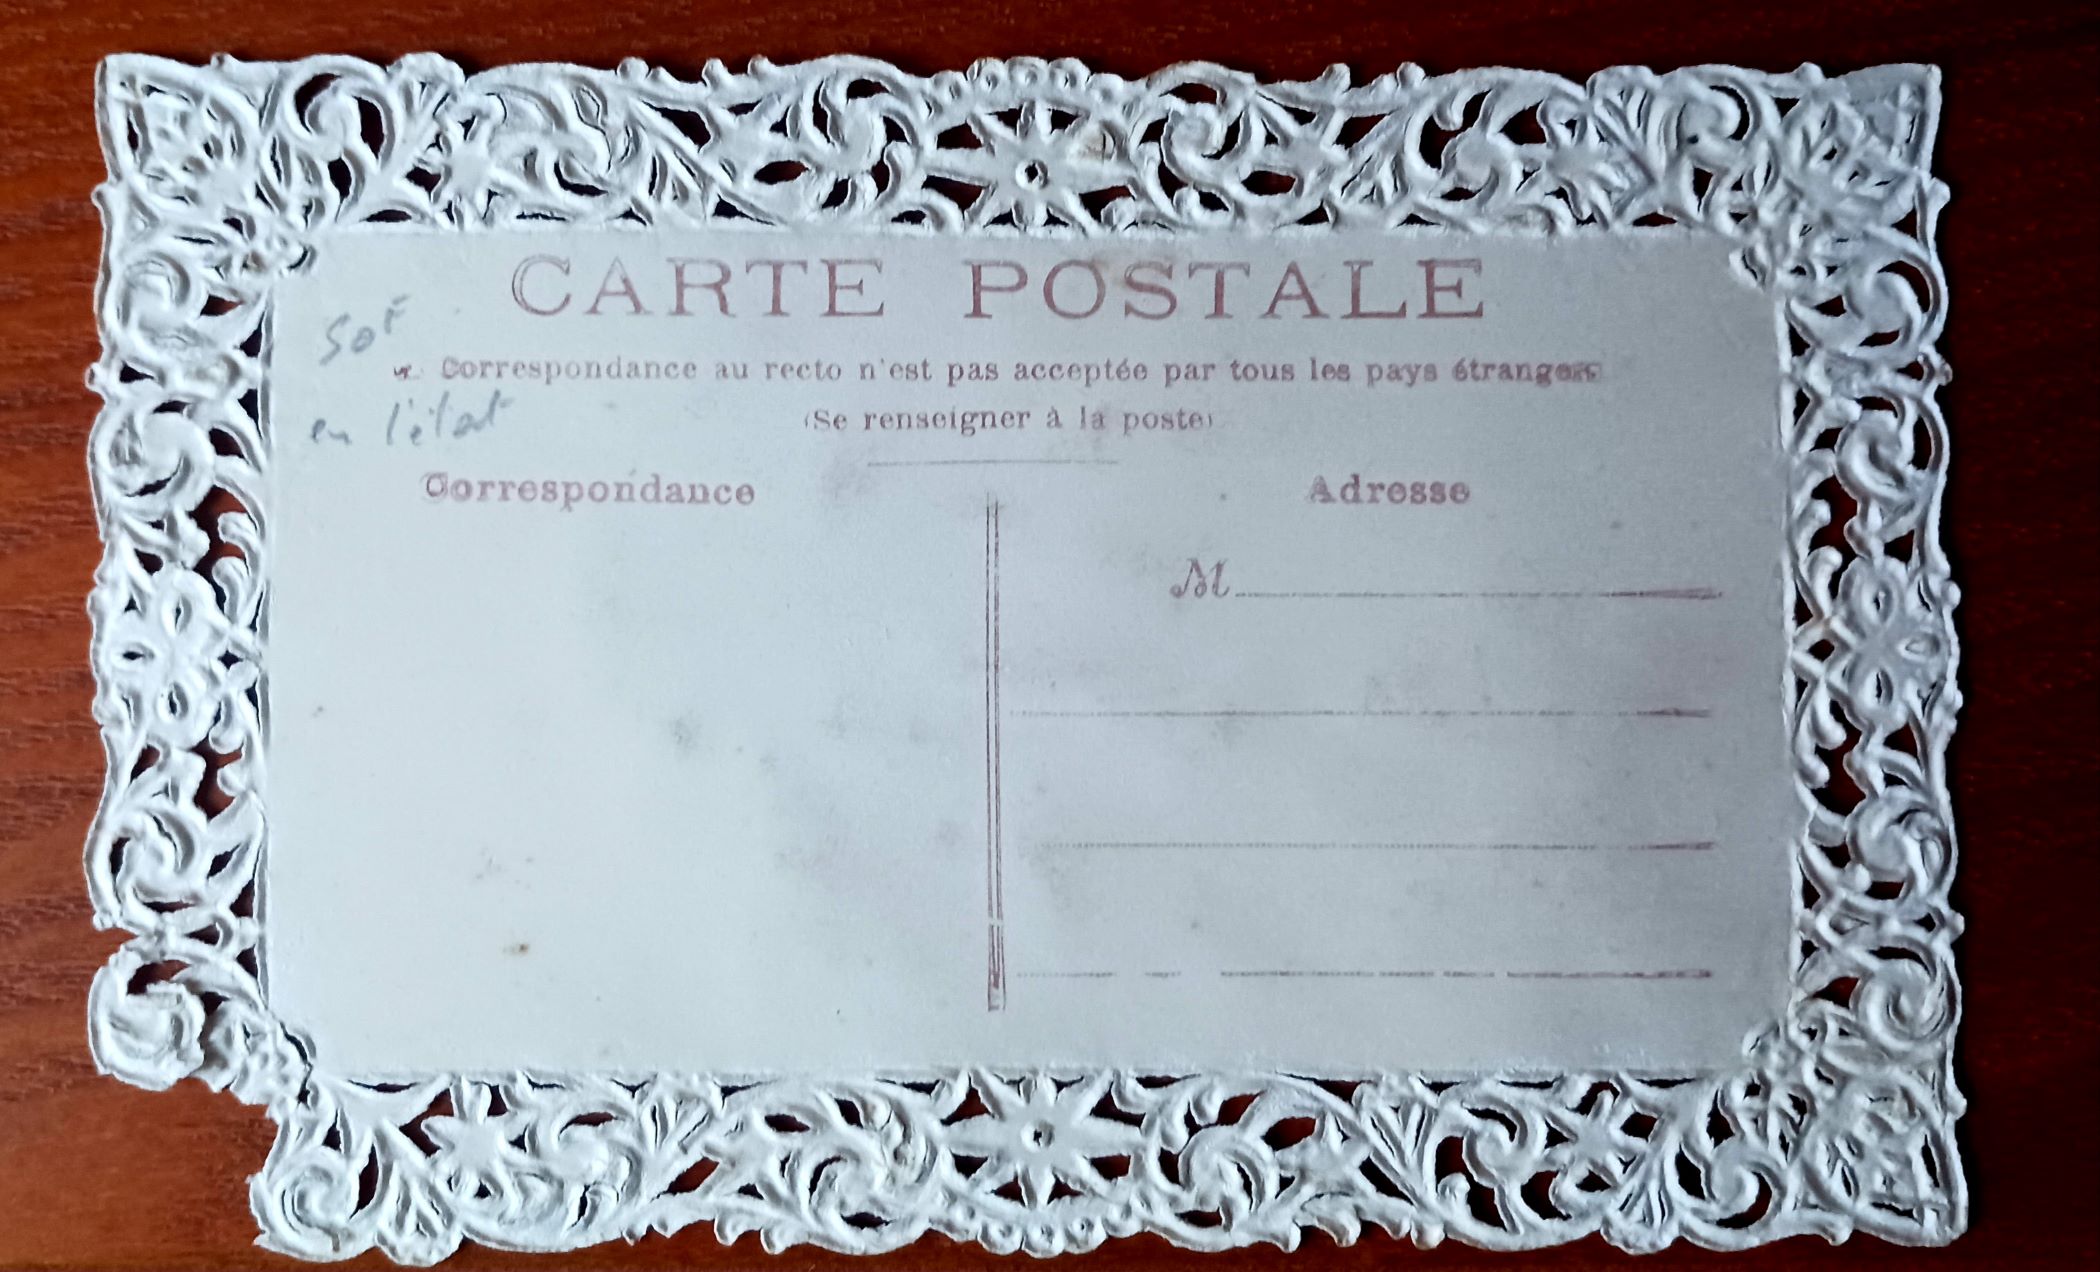 CARTE POSTALE
50F
Correspondance au recto n'est pas acceptée par tous les pays étrangers
en l'état
(Se renseigner à la poste)
Correspondance
Adresse
M